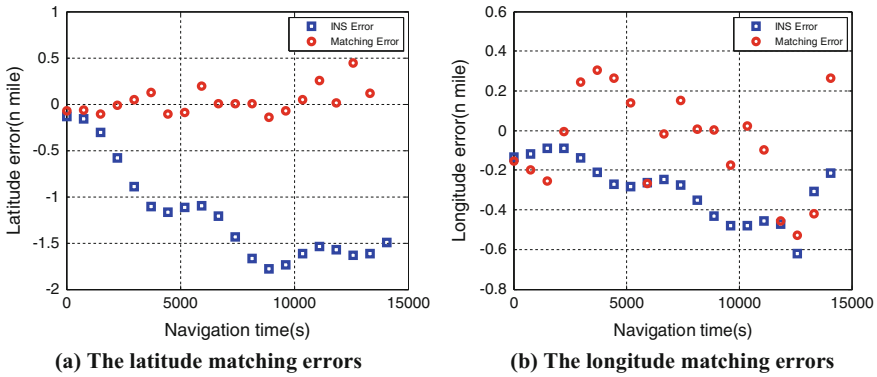 1
0.5
0
-0.5
-1
-1.5
-2
Latitude error(n mile)
INS Error
Matching Error
0
5000
10000
15000
Navigation time(s)
(a) The latitude matching errors
0.6
0.4
0.2
0
-0.2
-0.4
-0.6
-0.8
Longitude error(n mile)
INS Error
Matching Error
0
5000
10000
15000
Navigation time(s)
(b) The longitude matching errors